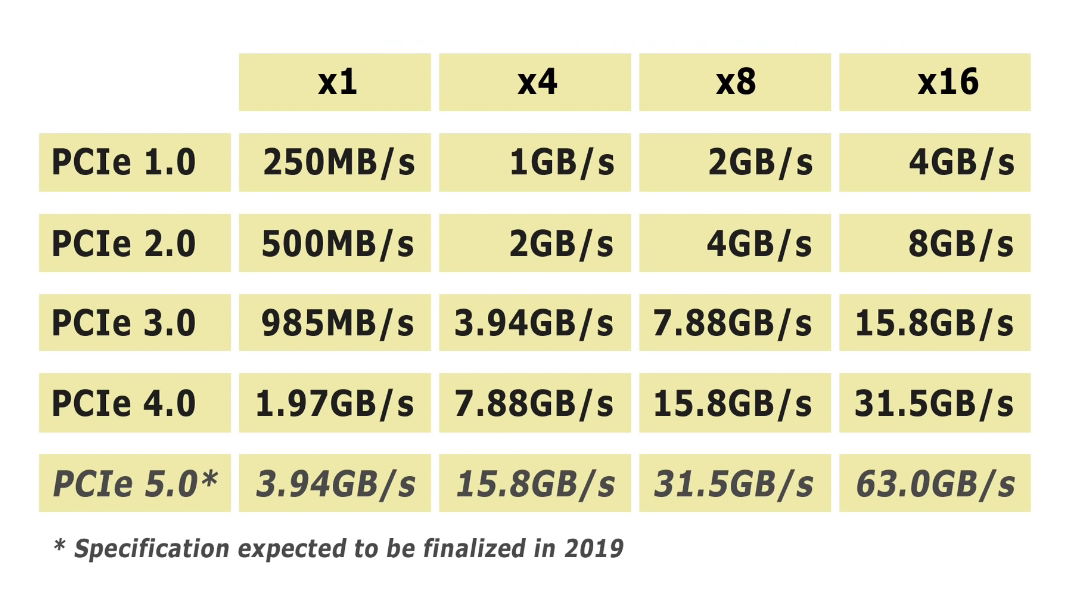 x1 x4 x8 x16
PCIe 1.0 250MB/s 1GB/s 2GB/s 4GB/s
PCIe 2.0 500MB/s 2GB/s 4GB/s 8GB/s
PCIe 3.0 985MB/s 3.94GB/s 7.88GB/s 15.8GB/s
PCIe 4.0 1.97GB/s 7.88GB/s 15.8GB/s 31.5GB/s
PCIe 5.0* 3.94GB/s 15.8GB/s 31.5GB/s 63.0GB/s
* Specification expected to be finalized in 2019